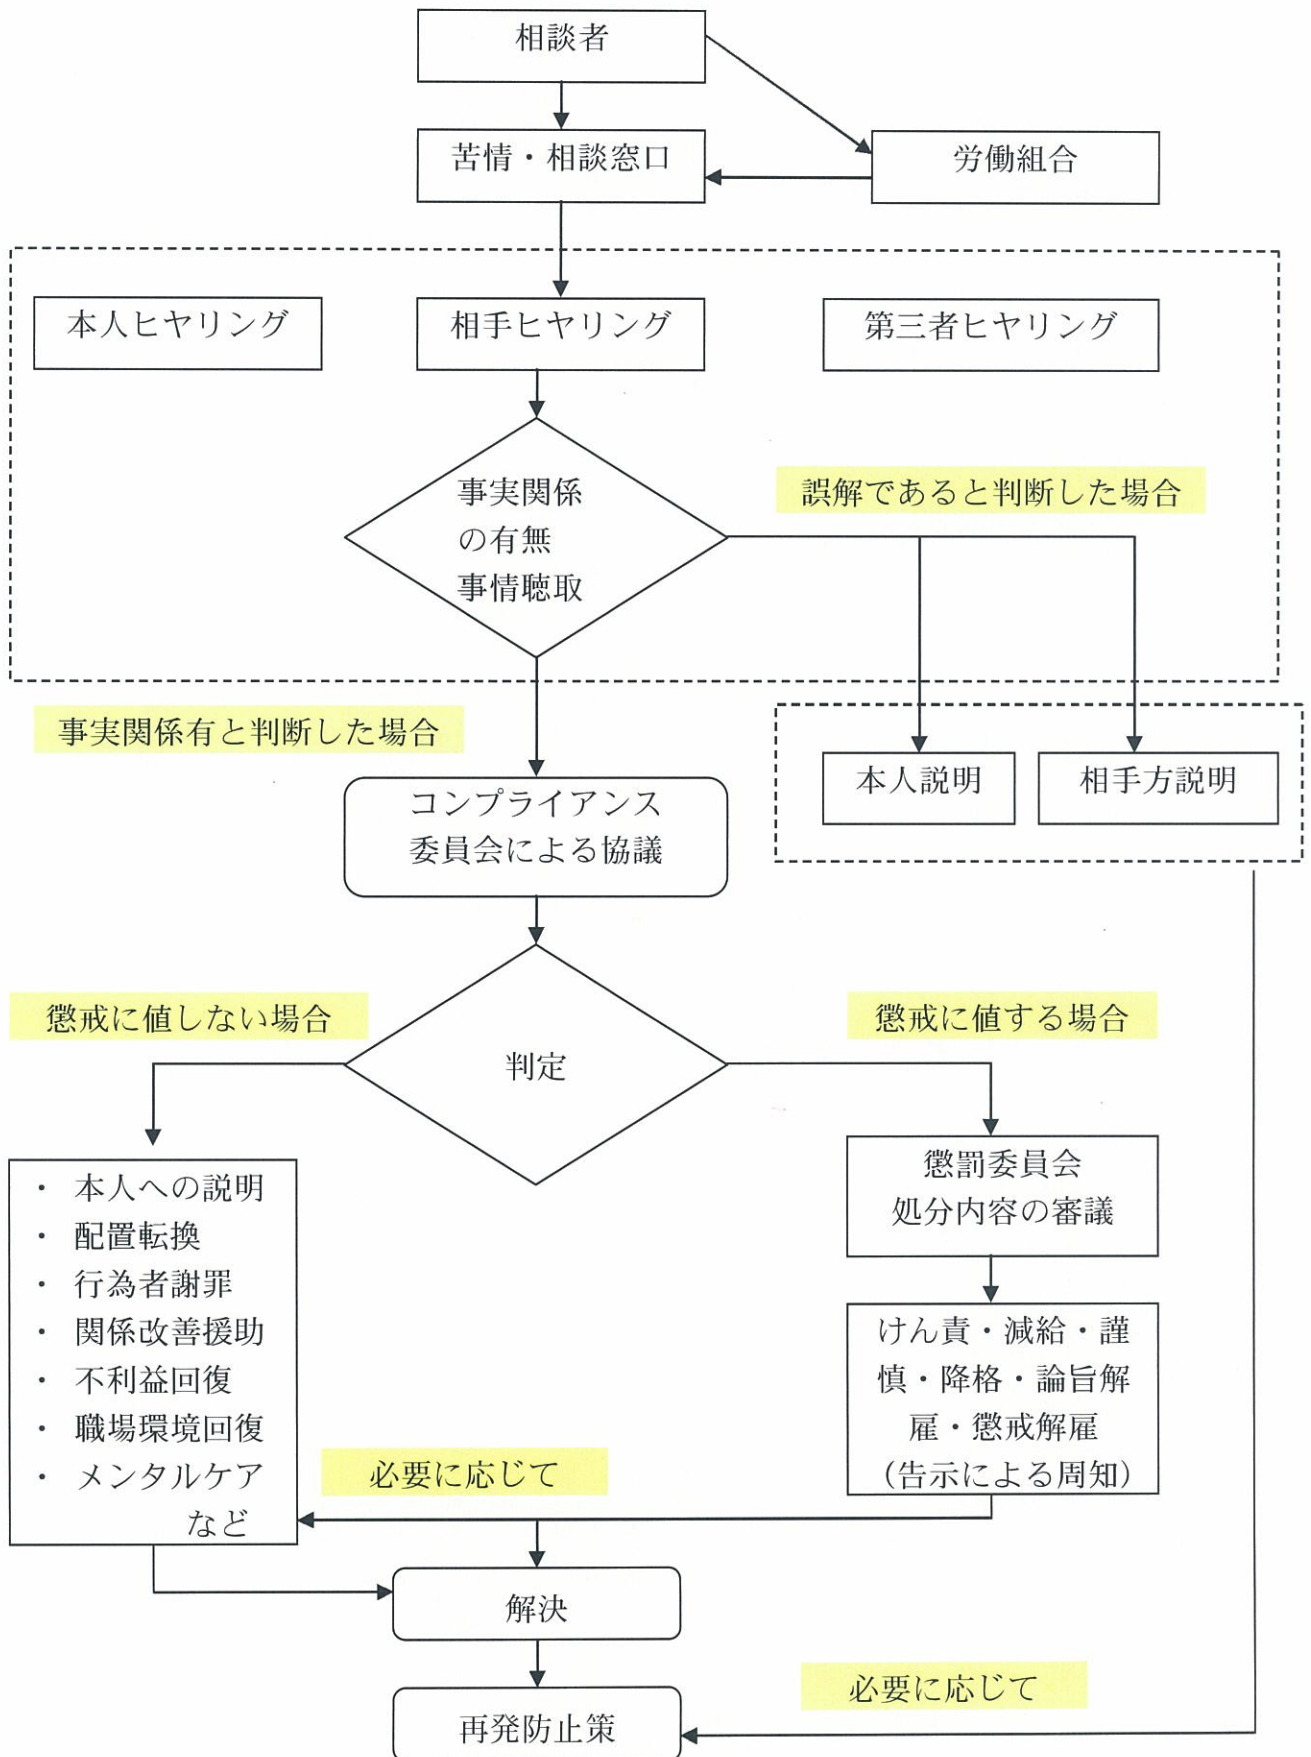 相談者
苦情・相談窓口
労働組合
本人ヒヤリング
相手ヒヤリング
第三者ヒヤリング
事実関係
の有無
事情聴取
誤解であると判断した場合
事実関係有と判断した場合
本人説明
相手方説明
コンプライアンス
委員会による協議
懲戒に値しない場合
懲戒に値する場合
判定
・ 本人への説明
・ 配置転換
・ 行為者謝罪
・ 関係改善援助
・ 不利益回復
・ 職場環境回復
・ メンタルケア
など
懲罰委員会
処分内容の審議
けん責・減給・謹
慎・降格・論旨解
雇・懲戒解雇
（告示による周知）
必要に応じて
解決
必要に応じて
再発防止策